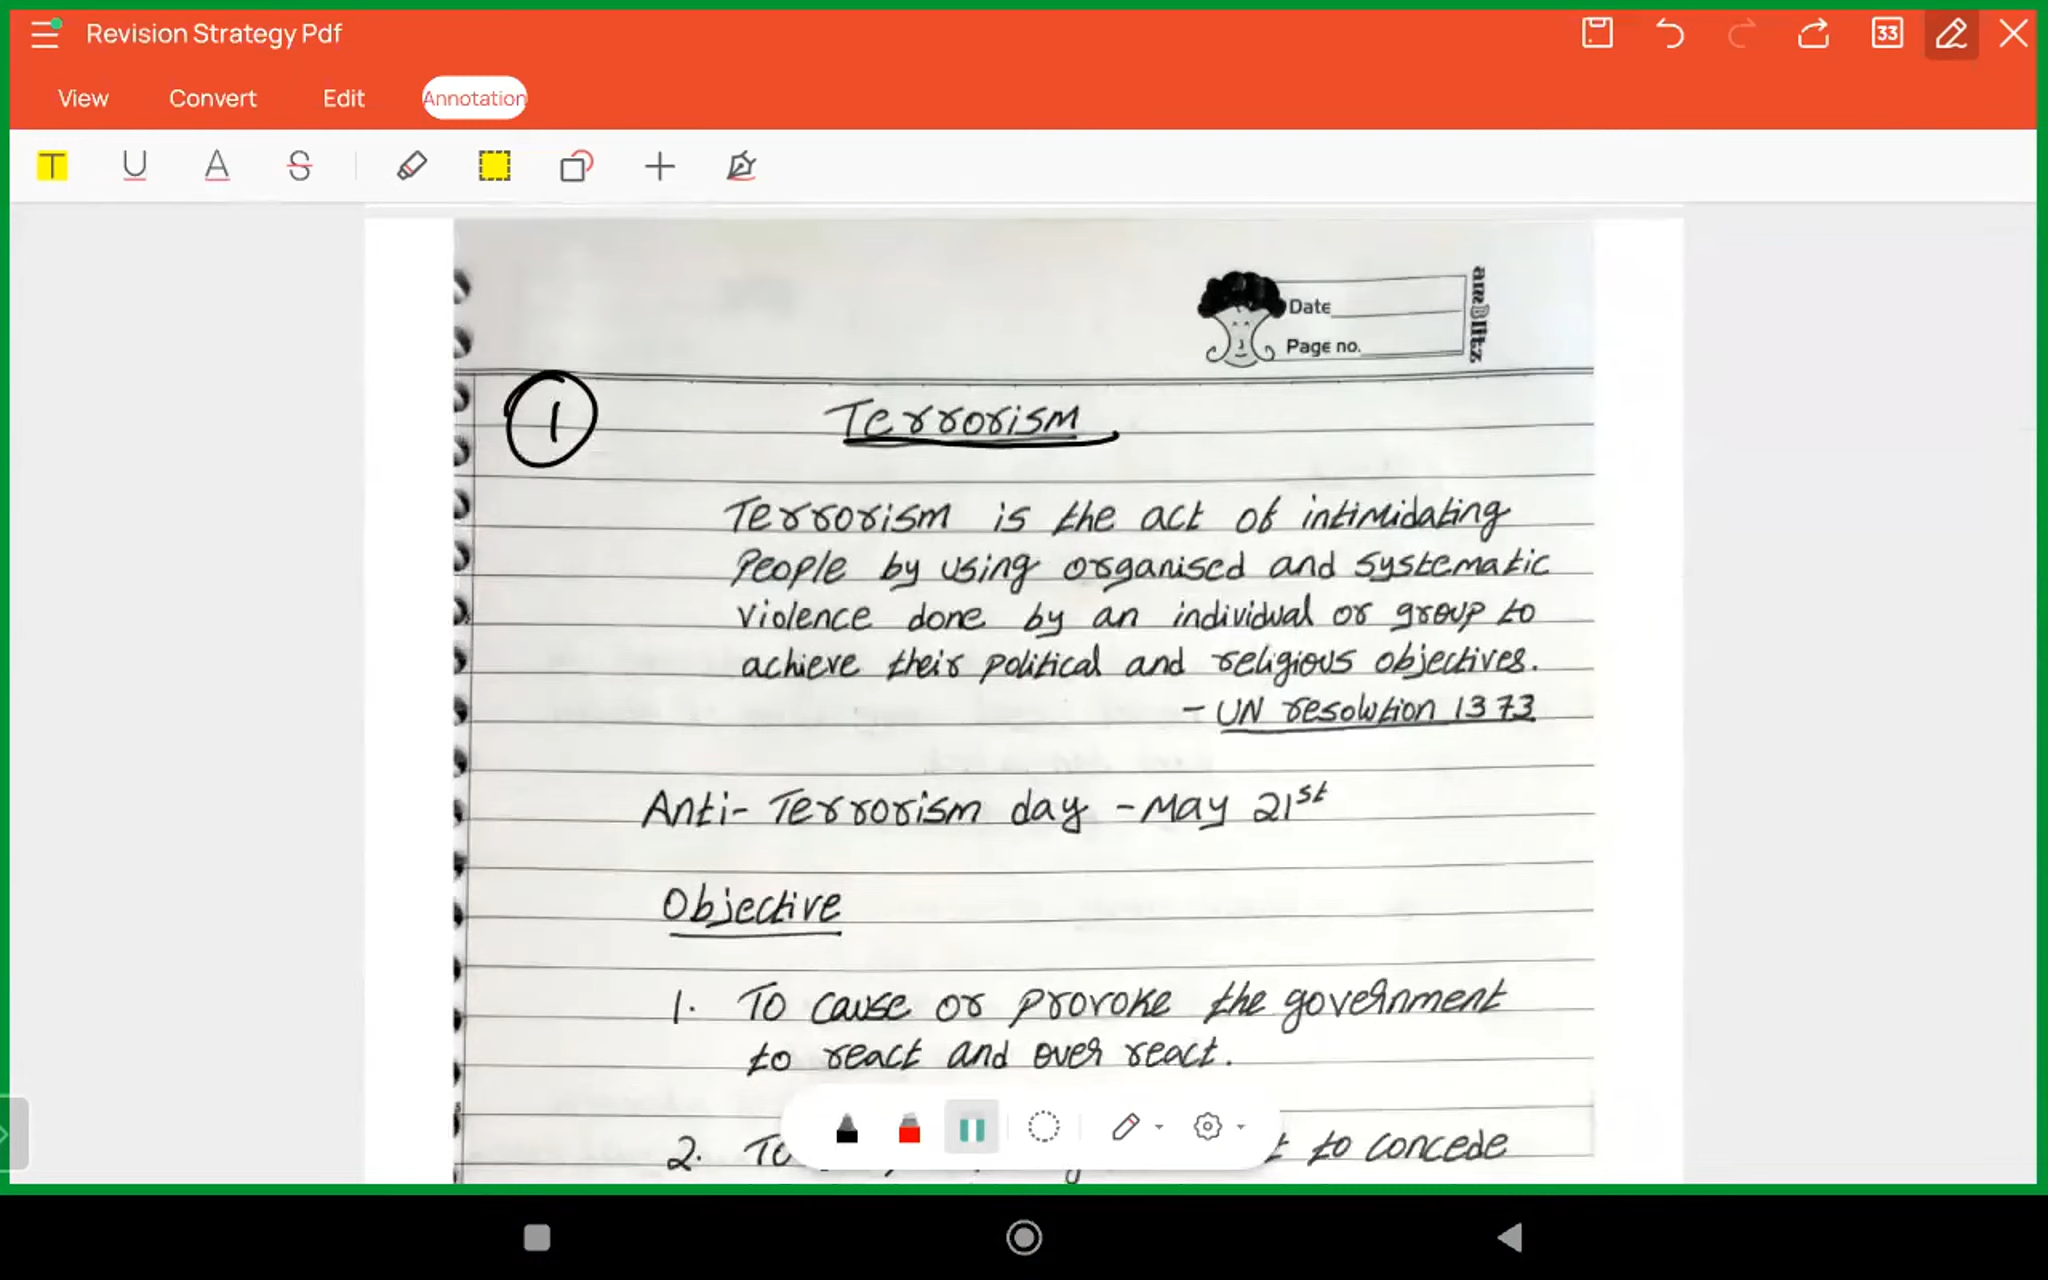 Revision Strategy Pdf
33
View Convert Edit Annotation
T U A S
Date
Page no.
amBlitz
1
Terrorism
Terrorism is the act of intimidating
People by using organised and systematic
violence done by an individual or group to
achieve their political and religious objectives.
- UN resolution 1373
Anti-Terrorism day - May 21st
Objective
1. To cause or provoke the government
to react and over react.
2. To
to concede